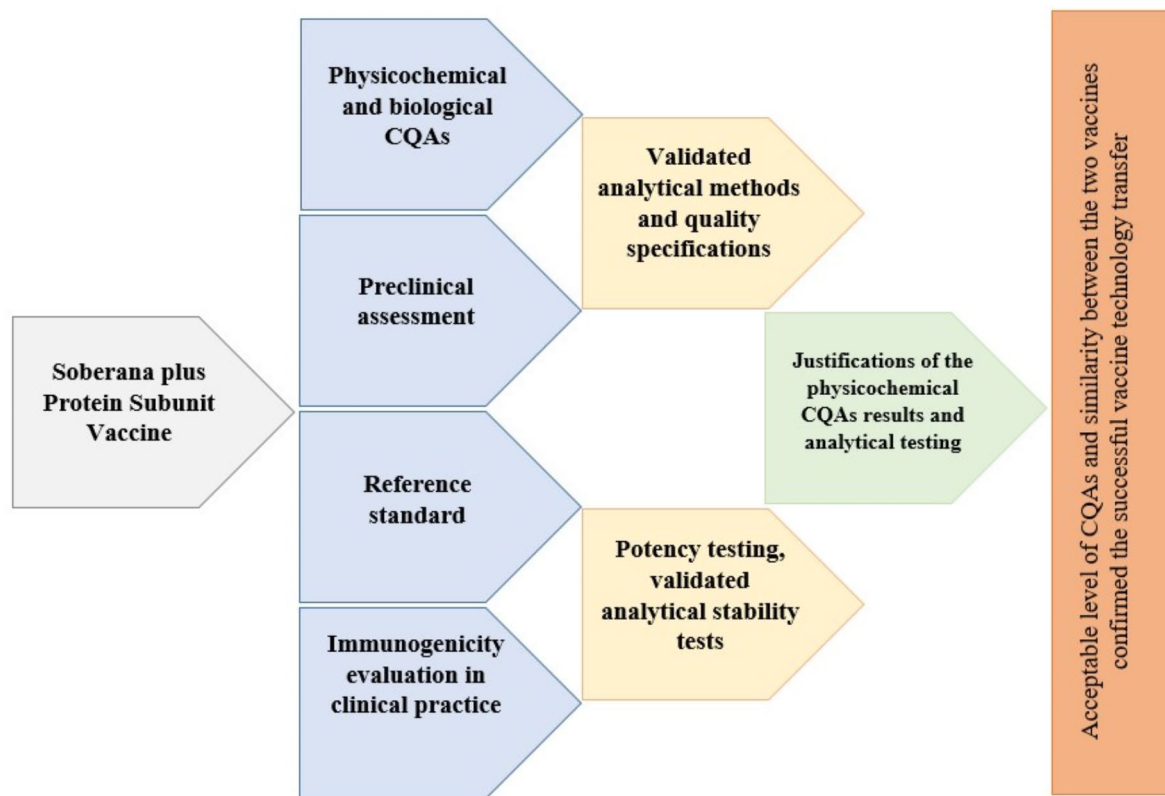 Soberana plus
Protein Subunit
Vaccine
Physicochemical
and biological
CQAs
Preclinical
assessment
Reference
standard
Immunogenicity
evaluation in
clinical practice
Validated
analytical methods
and quality
specifications
Potency testing,
validated
analytical stability
tests
Justifications of the
physicochemical
CQAs results and
analytical testing
Acceptable level of CQAs and similarity between the two vaccines
confirmed the successful vaccine technology transfer